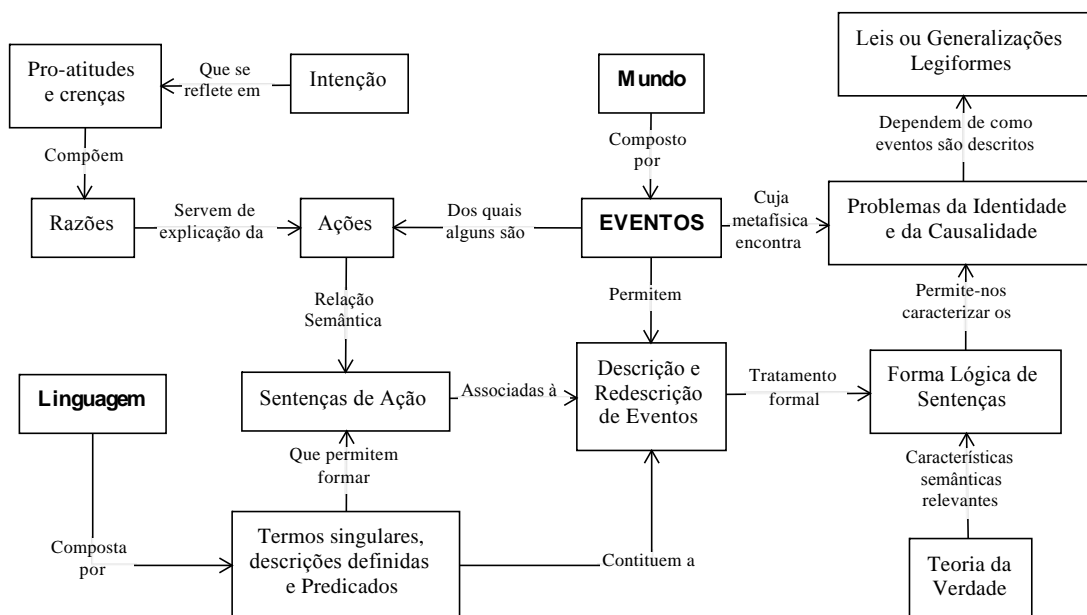 Pro-atitudes
e crenças
Que se
reflete em
Intenção
Mundo
Leis ou Generalizações
Legiformes
Compõem
Composto
por
Dependem de como
eventos são descritos
Razões
Servem de
explicação da
Ações
Dos quais
alguns são
EVENTOS
Cuja
metafísica
encontra
Problemas da Identidade
e da Causalidade
Relação
Semântica
Permitem
Permite-nos
caracterizar os
Linguagem
Sentenças de Ação
Associadas à
Descrição e
Redescrição
de Eventos
Tratamento
formal
Forma Lógica de
Sentenças
Que permitem
formar
Características
semânticas
relevantes
Composta
por
Termos singulares,
descrições definidas
e Predicados
Contituem a
Teoria da
Verdade